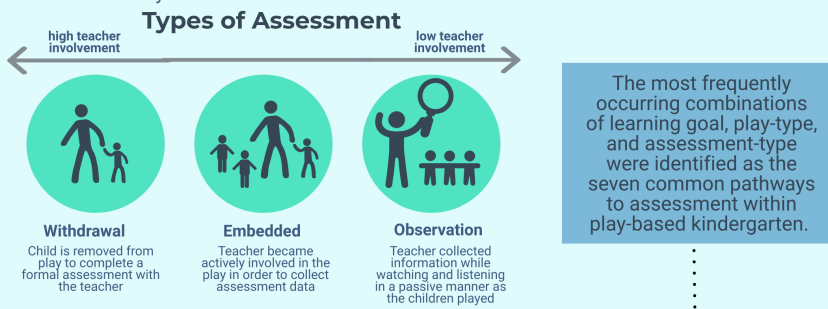 Types of Assessment
high teacher
involvement
low teacher
involvement
Withdrawal
Child is removed from
play to complete a
formal assessment with
the teacher
Embedded
Teacher became
actively involved in the
play in order to collect
assessment data
Observation
Teacher collected
information while
watching and listening
in a passive manner as
the children played
The most frequently
occurring combinations
of learning goal, play-type,
and assessment-type
were identified as the
seven common pathways
to assessment within
play-based kindergarten.